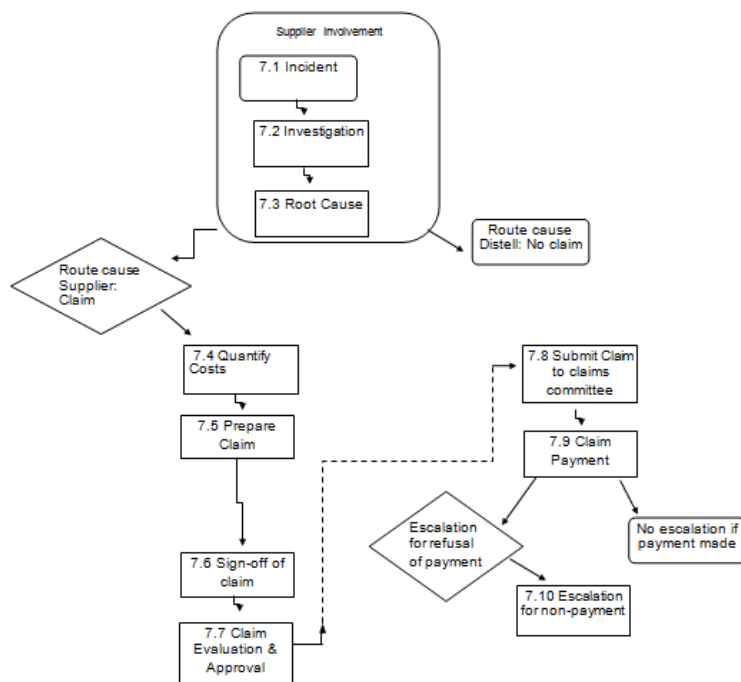 Supplier Involvement
7.1 Incident
7.2 Investigation
7.3 Root Cause
Route cause
Distell: No claim
Route cause
Supplier:
Claim
7.4 Quantify
Costs
7.5 Prepare
Claim
7.6 Sign-off of
claim
7.7 Claim
Evaluation &
Approval
7.8 Submit Claim
to claims
committee
7.9 Claim
Payment
Escalation
for refusal
of payment
No escalation if
payment made
7.10 Escalation
for non-payment